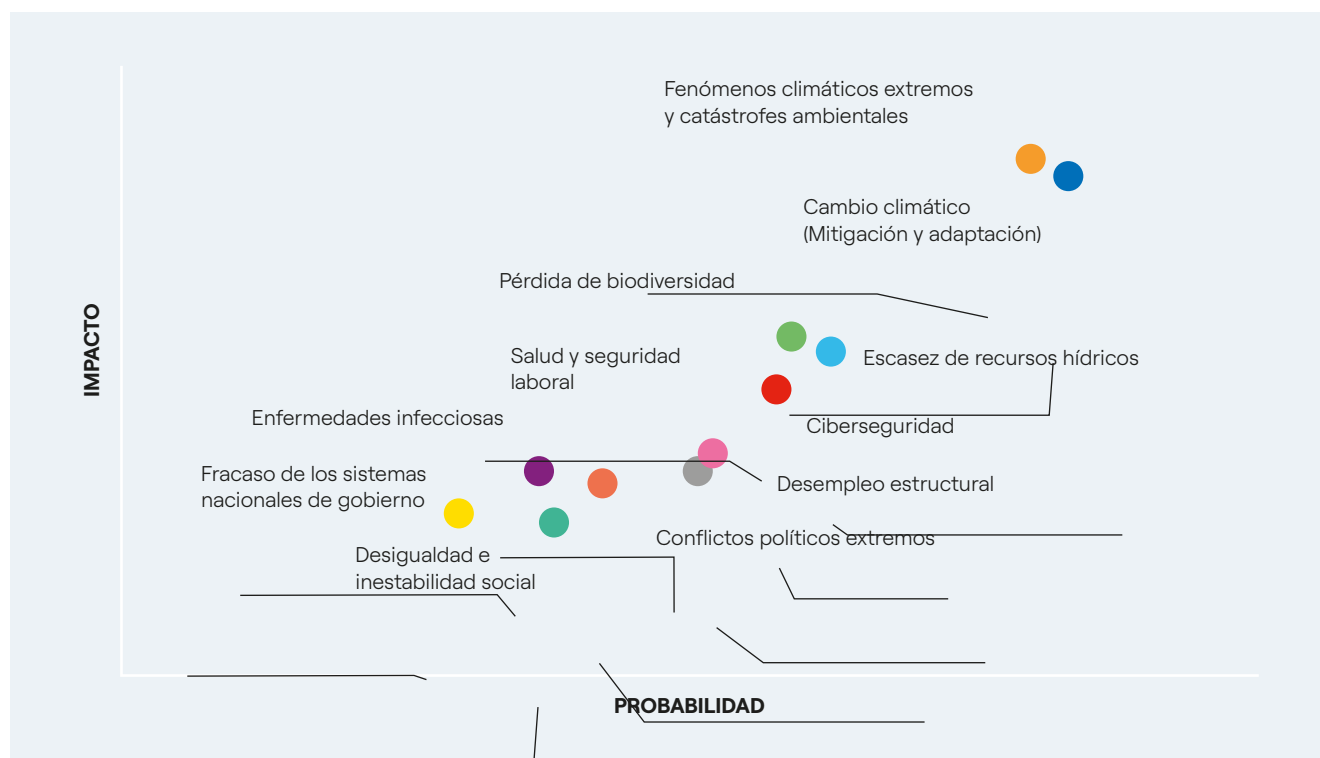 Fenómenos climáticos extremos
y catástrofes ambientales
Cambio climático
(Mitigación y adaptación)
Pérdida de biodiversidad
IMPACTO
Salud y seguridad
laboral
Escasez de recursos hídricos
Enfermedades infecciosas
Ciberseguridad
Fracaso de los sistemas
nacionales de gobierno
Desempleo estructural
Conflictos políticos extremos
Desigualdad e
inestabilidad social
PROBABILIDAD